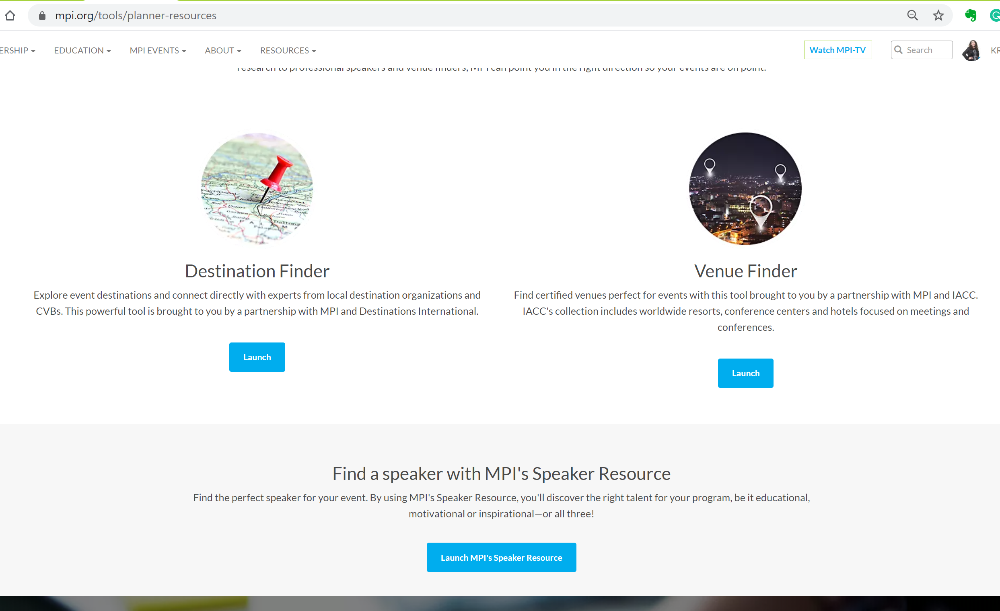 mpi.org/tools/planner-resources
ERSHIP EDUCATION MPI EVENTS ABOUT RESOURCES Watch MPI-TV Search KR
research to professional speakers and venue finders, MPI can point you in the right direction so your events are on point.
Destination Finder
Explore event destinations and connect directly with experts from local destination organizations and
CVBs. This powerful tool is brought to you by a partnership with MPI and Destinations International.
Launch
Venue Finder
Find certified venues perfect for events with this tool brought to you by a partnership with MPI and IACC.
IACC's collection includes worldwide resorts, conference centers and hotels focused on meetings and
conferences.
Launch
Find a speaker with MPI's Speaker Resource
Find the perfect speaker for your event. By using MPI's Speaker Resource, you'll discover the right talent for your program, be it educational,
motivational or inspirational—or all three!
Launch MPI's Speaker Resource